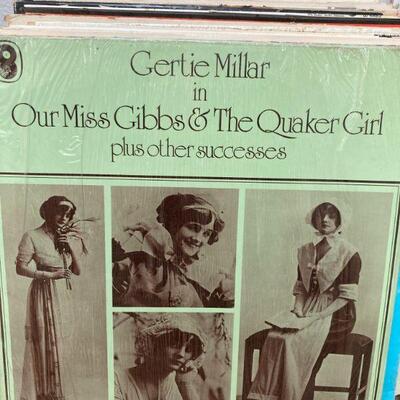 Gertie Millar
in
Our Miss Gibbs & The Quaker Girl
plus other successes